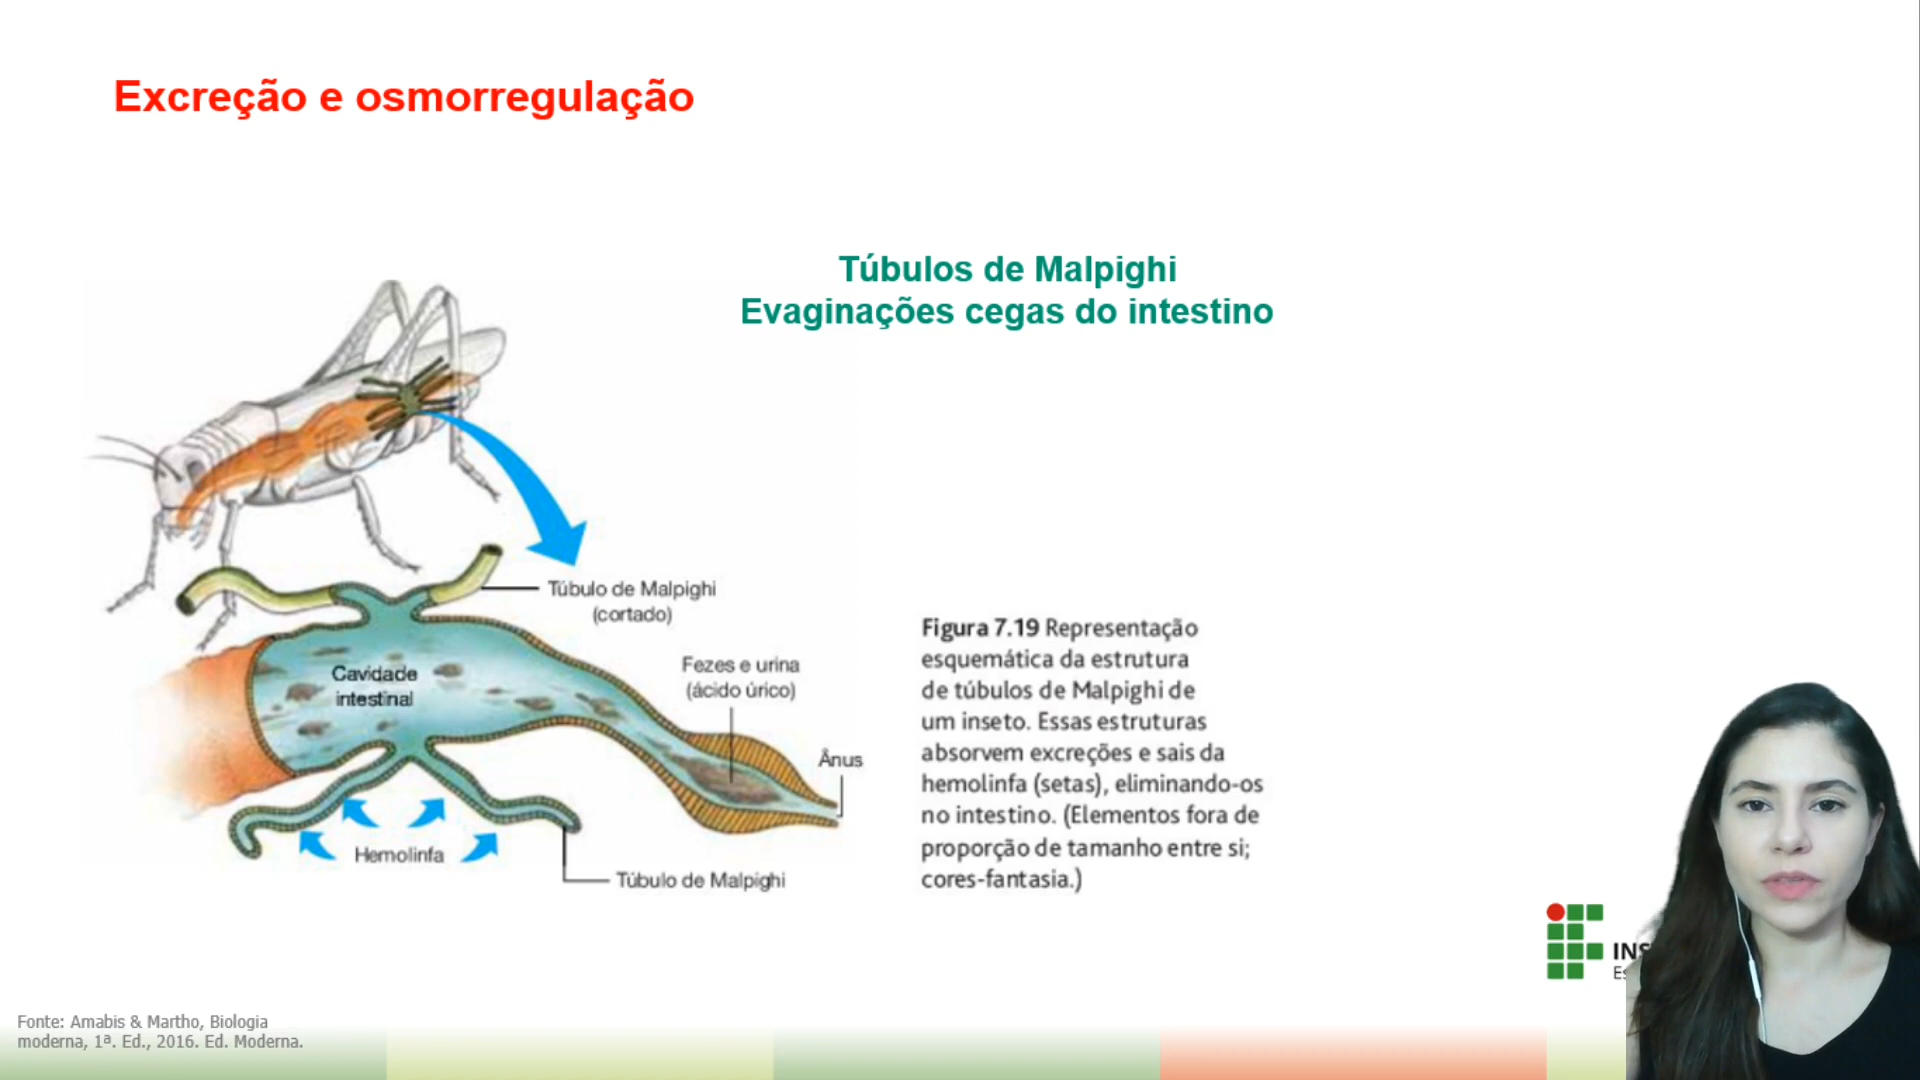 Excreção e osmorregulação
Túbulos de Malpighi
Evaginações cegas do intestino
Túbulo de Malpighi
(cortado)
Cavidade
intestinal
Fezes e urina
(ácido úrico)
Ânus
Hemolinfa
Túbulo de Malpighi
Figura 7.19 Representação
esquemática da estrutura
de túbulos de Malpighi de
um inseto. Essas estruturas
absorvem excreções e sais da
hemolinfa (setas), eliminando-os
no intestino. (Elementos fora de
proporção de tamanho entre si;
cores-fantasia.)
Fonte: Amabis & Martho, Biologia
moderna, 1ª. Ed., 2016. Ed. Moderna.